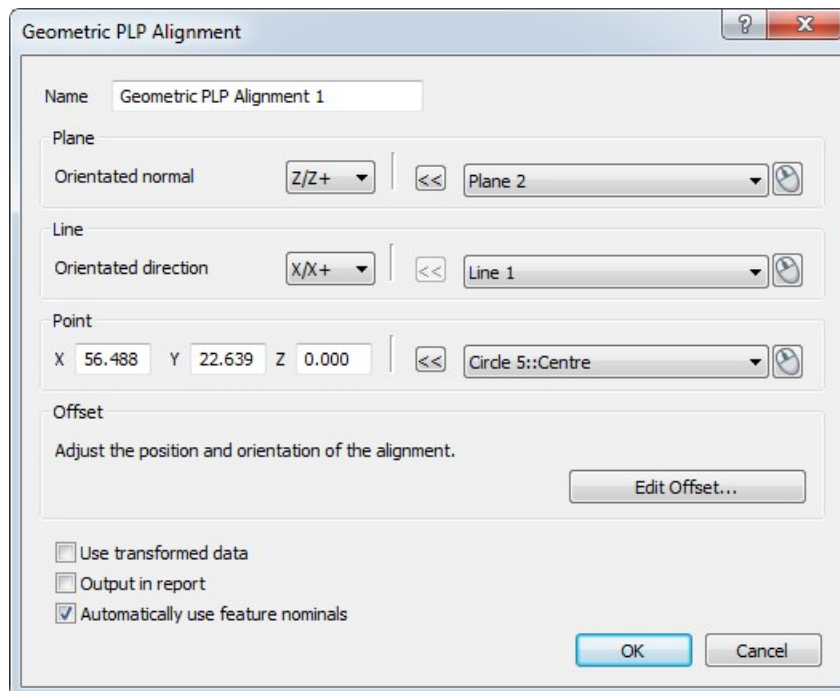 Geometric PLP Alignment
?
X
Name Geometric PLP Alignment 1
Plane
Orientated normal Z/Z+ << Plane 2
Line
Orientated direction X/X+ << Line 1
Point
X 56.488 Y 22.639 Z 0.000 << Circle 5::Centre
Offset
Adjust the position and orientation of the alignment.
Edit Offset...
Use transformed data
Output in report
Automatically use feature nominals
OK Cancel